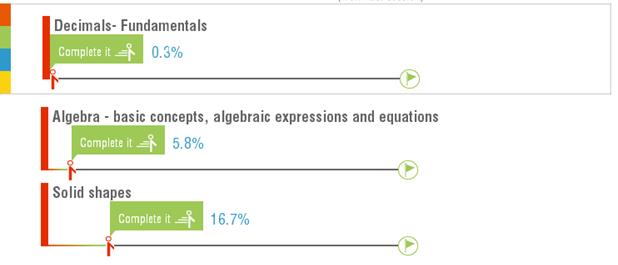 Decimals- Fundamentals
Complete it
0.3%
Algebra - basic concepts, algebraic expressions and equations
Complete it
5.8%
Solid shapes
Complete it
16.7%